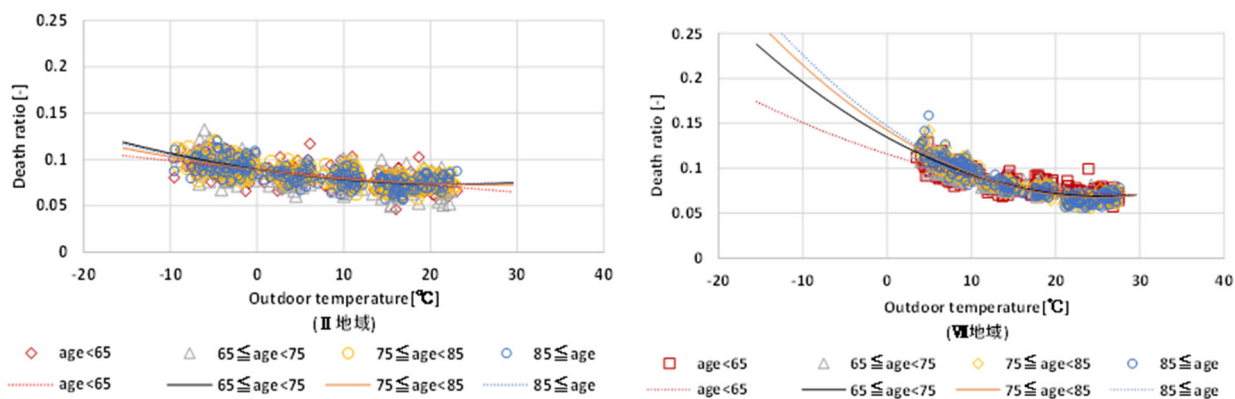 Death ratio [-]
0.25
0.2
0.15
0.1
0.05
0
-20 -10 0 10 20 30 40
Outdoor temperature[℃]
(Ⅱ 地域)
age<65 65≦age<75 75≦age<85 85≦age
age<65 65≦age<75 75≦age<85 85≦age
Death ratio [-]
0.25
0.2
0.15
0.1
0.05
0
-20 -10 0 10 20 30 40
Outdoor temperature[℃]
(Ⅶ地域)
age<65 65≦age<75 75≦age<85 85≦age
age<65 65≦age<75 75≦age<85 85≦age